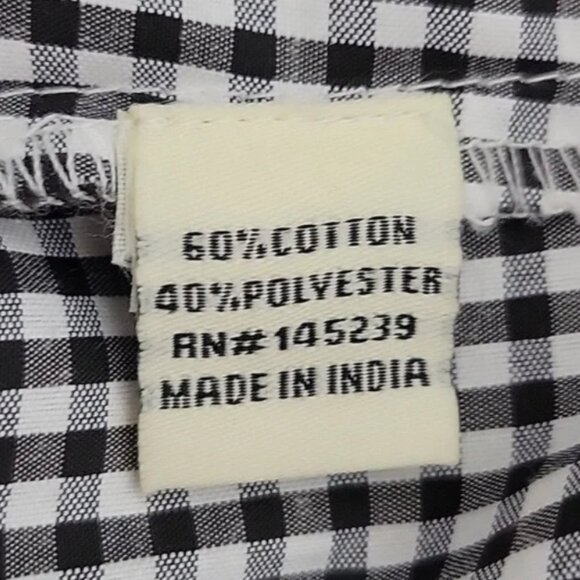 60%COTTON
40%POLYESTER
RN#145239
MADE IN INDIA